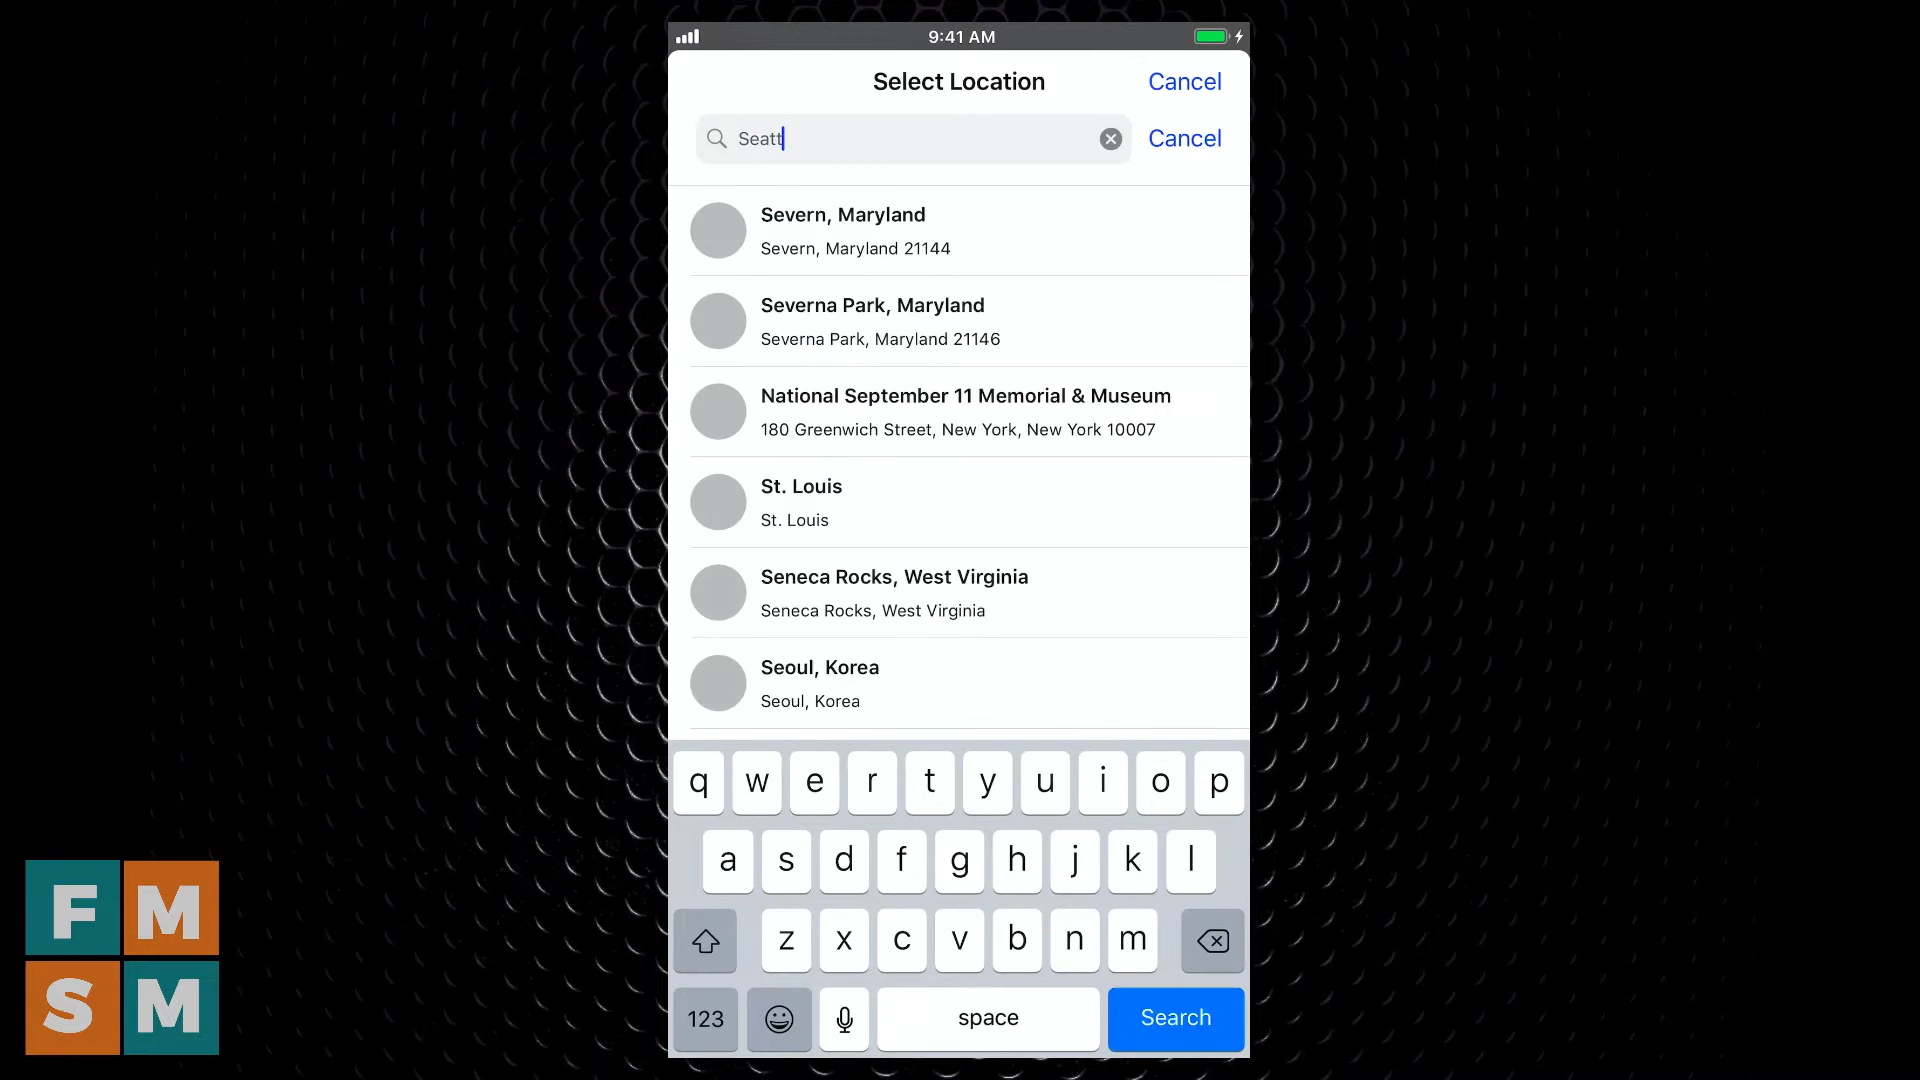 9:41 AM
Select Location
Cancel
Seatt
Cancel
Severn, Maryland
Severn, Maryland 21144
Severna Park, Maryland
Severna Park, Maryland 21146
National September 11 Memorial & Museum
180 Greenwich Street, New York, New York 10007
St. Louis
St. Louis
Seneca Rocks, West Virginia
Seneca Rocks, West Virginia
Seoul, Korea
Seoul, Korea
q w e r t y u i o p
a s d f g h j k l
z x c v b n m
123
space
Search
F M
S M